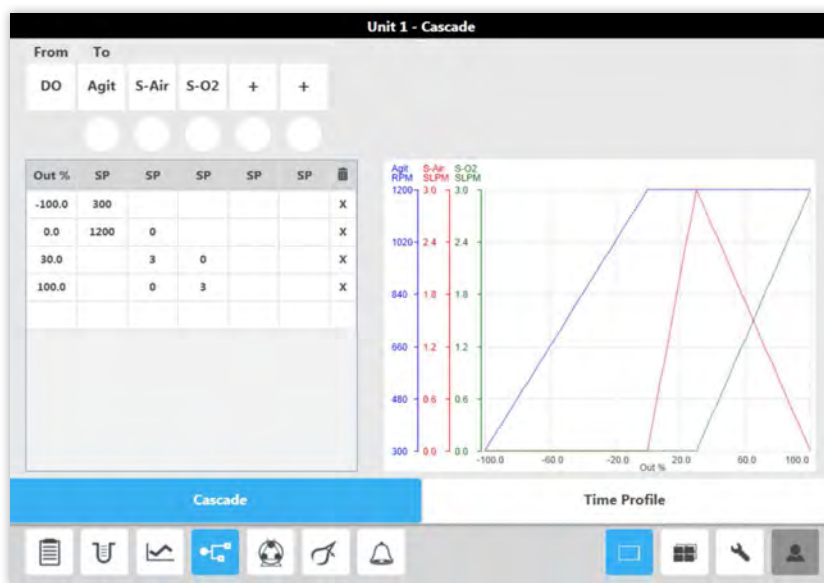 Unit 1 - Cascade
From To
DO Agit S-Air S-O2 + +
Out % SP SP SP SP SP
-100.0 300 X
0.0 1200 0 X
30.0 3 0 X
100.0 0 3 X
Agit S-Air S-O2
RPM SLPM SLPM
1200 3.0 3.0
1020 2.4 2.4
840 1.8 1.8
660 1.2 1.2
480 0.6 0.6
300 0.0 0.0
-100.0 -60.0 -20.0 20.0 60.0 100.0
Out %
Cascade Time Profile